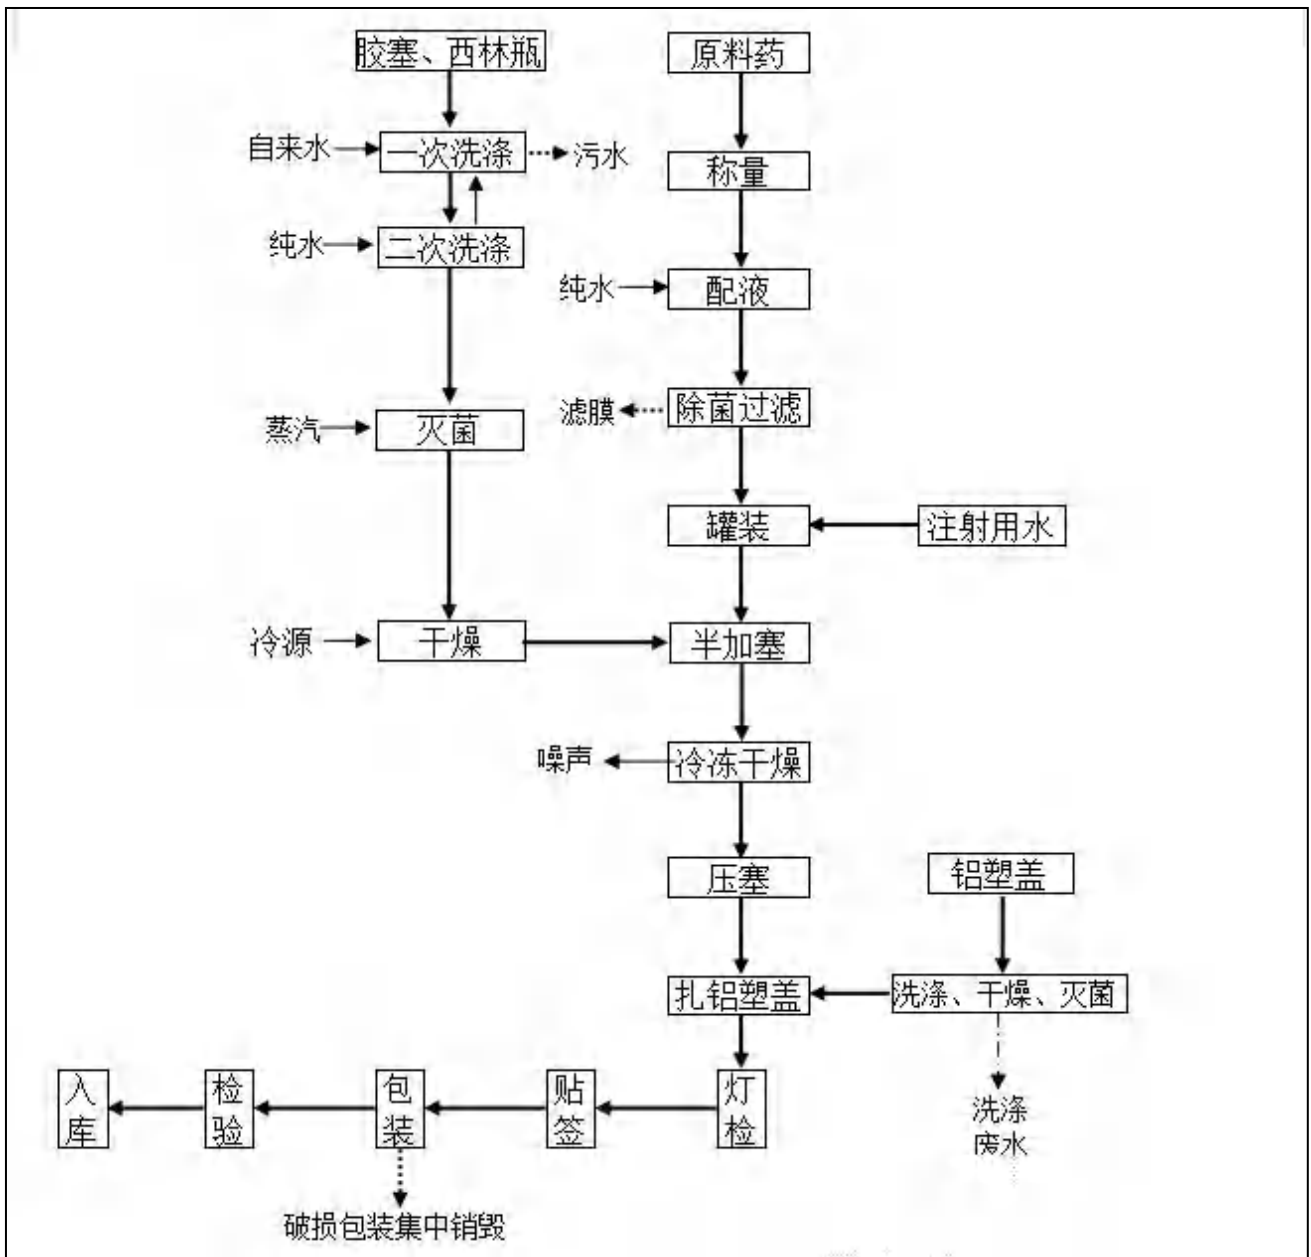 胶塞、西林瓶
原料药
自来水
一次洗涤
污水
称量
纯水
二次洗涤
纯水
配液
滤膜
除菌过滤
蒸汽
灭菌
罐装
注射用水
冷源
干燥
半加塞
噪声
冷冻干燥
压塞
铝塑盖
扎铝塑盖
洗涤、干燥、灭菌
入
库
检
验
包
装
贴
签
灯
检
洗涤
废水
破损包装集中销毁